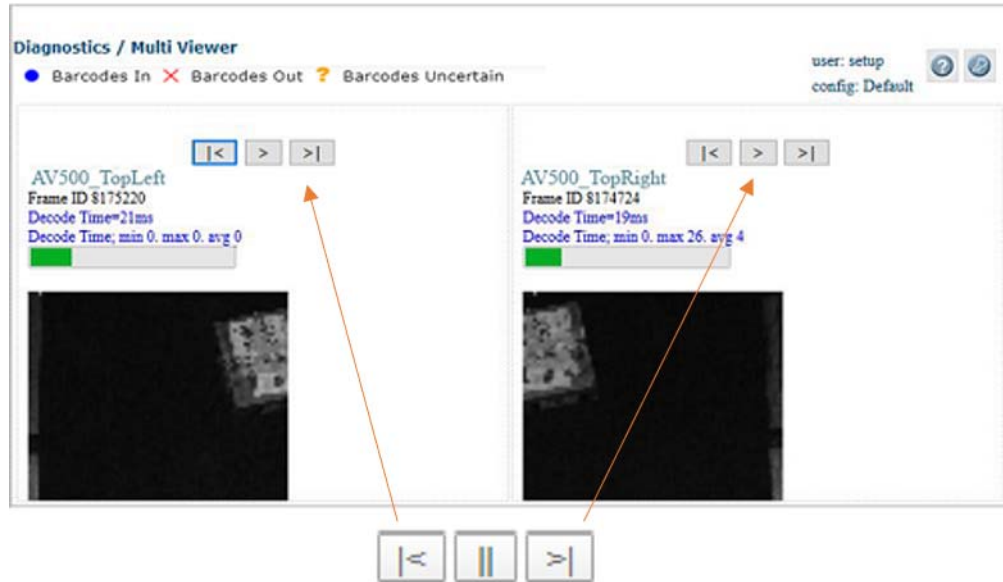 Diagnostics / Multi Viewer
Barcodes In Barcodes Out ? Barcodes Uncertain
user: setup
config: Default
?
|< > >|
AV500_TopLeft
Frame ID 8175220
Decode Time=21ms
Decode Time; min 0. max 0. avg 0
|< > >|
AV500_TopRight
Frame ID 8174724
Decode Time=19ms
Decode Time; min 0. max 26. avg 4
|< || >|